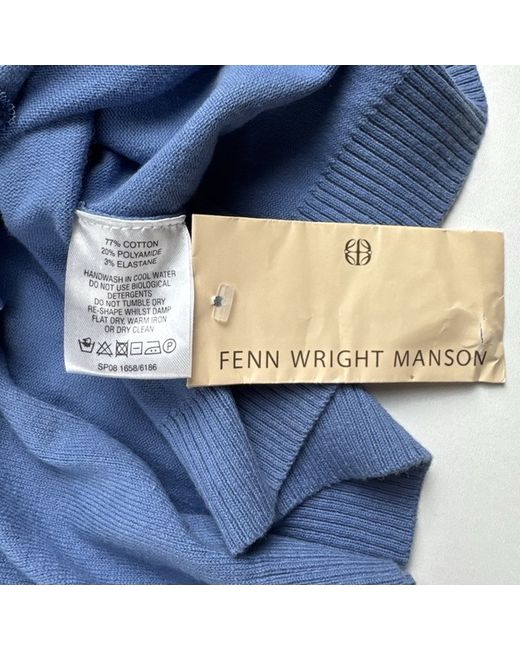 77% COTTON
20% POLYAMIDE
3% ELASTANE
HANDWASH IN COOL WATER
DO NOT USE BIOLOGICAL
DETERGENTS
DO NOT TUMBLE DRY
RE-SHAPE WHILST DAMP
FLAT DRY, WARM IRON
OR DRY CLEAN
P
SP08 1658/6186
FENN WRIGHT MANSON